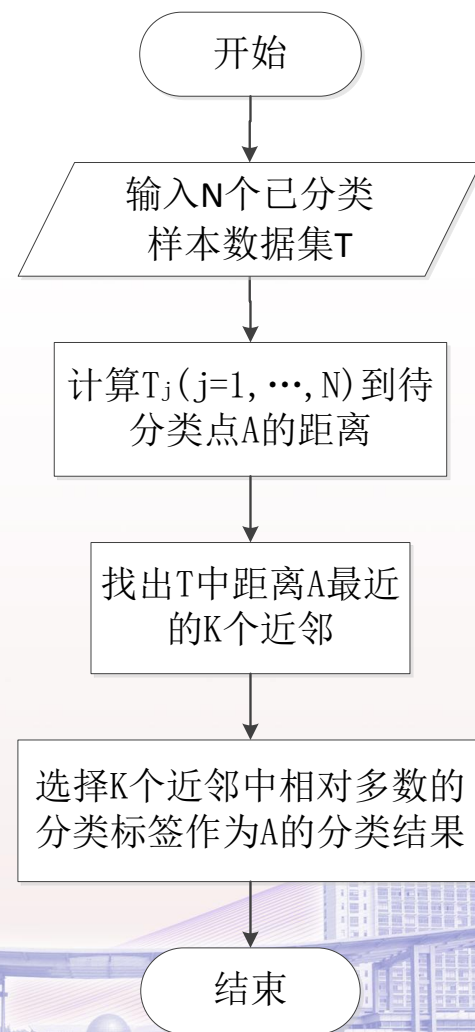 开始
输入N个已分类
样本数据集T
计算Tj(j=1,…,N)到待
分类点A的距离
找出T中距离A最近
的K个近邻
选择K个近邻中相对多数的
分类标签作为A的分类结果
结束